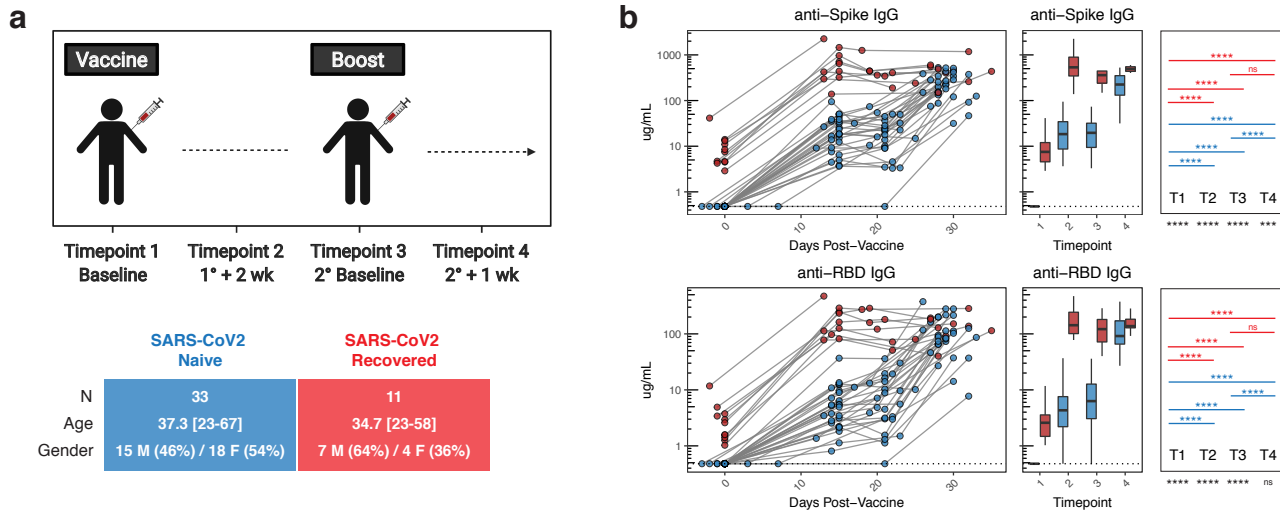 a
Vaccine
Boost
Timepoint 1
Baseline
Timepoint 2
1° + 2 wk
Timepoint 3
2° Baseline
Timepoint 4
2° + 1 wk
SARS-CoV2
Naive
SARS-CoV2
Recovered
N
33
11
Age
37.3 [23-67]
34.7 [23-58]
Gender
15 M (46%) / 18 F (54%)
7 M (64%) / 4 F (36%)
b
anti−Spike IgG
anti−Spike IgG
ug/mL
1000
100
10
1
0
10
20
30
Days Post−Vaccine
1
2
3
4
Timepoint
****
ns
****
****
****
****
****
****
T1 T2 T3 T4
**** **** **** ***
anti−RBD IgG
anti−RBD IgG
ug/mL
100
10
1
0
10
20
30
Days Post−Vaccine
1
2
3
4
Timepoint
****
ns
****
****
****
****
****
****
T1 T2 T3 T4
**** **** **** ns